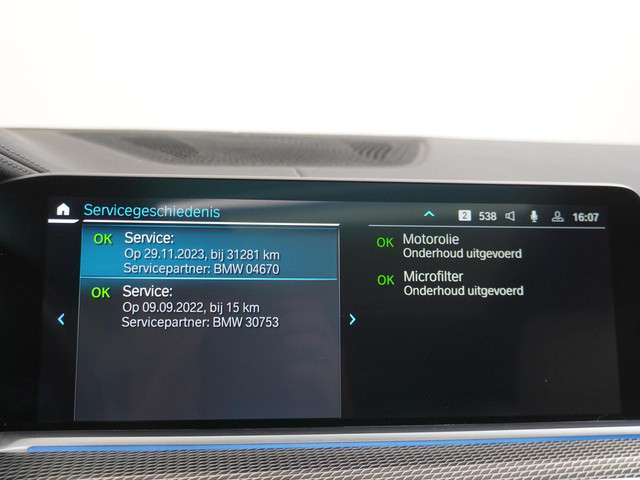 Servicegeschiedenis
2 538 16:07
OK Service:
Op 29.11.2023, bij 31281 km
Servicepartner: BMW 04670
OK Service:
Op 09.09.2022, bij 15 km
Servicepartner: BMW 30753
OK Motorolie
Onderhoud uitgevoerd
OK Microfilter
Onderhoud uitgevoerd